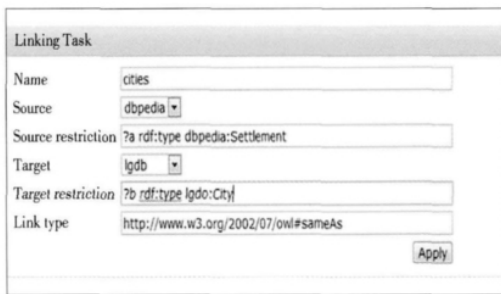 Linking Task
Name cities
Source dbpedia
Source restriction ?a rdf:type dbpedia:Settlement
Target lgdb
Target restriction ?b rdf:type lgdo:City
Link type http://www.w3.org/2002/07/owl#sameAs
Apply